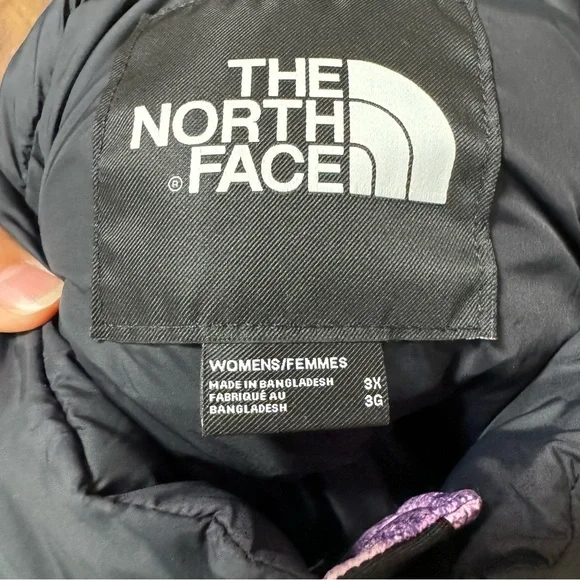 THE
NORTH
® FACE
WOMENS/FEMMES
MADE IN BANGLADESH 3X
FABRIQUÉ AU 3G
BANGLADESH